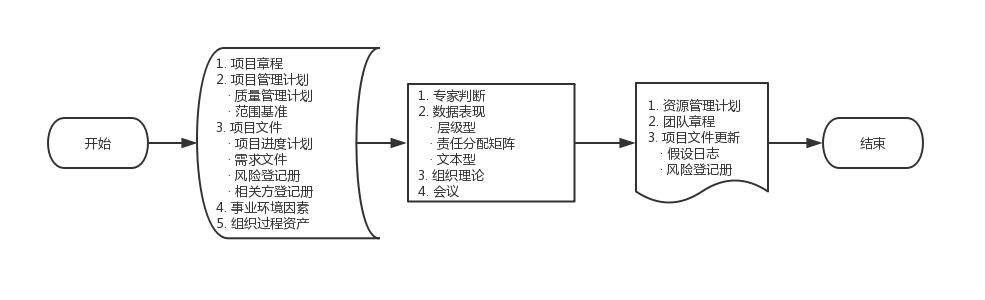 开始
1. 项目章程
2. 项目管理计划
· 质量管理计划
· 范围基准
3. 项目文件
· 项目进度计划
· 需求文件
· 风险登记册
· 相关方登记册
4. 事业环境因素
5. 组织过程资产
1. 专家判断
2. 数据表现
· 层级型
· 责任分配矩阵
· 文本型
3. 组织理论
4. 会议
1. 资源管理计划
2. 团队章程
3. 项目文件更新
· 假设日志
· 风险登记册
结束